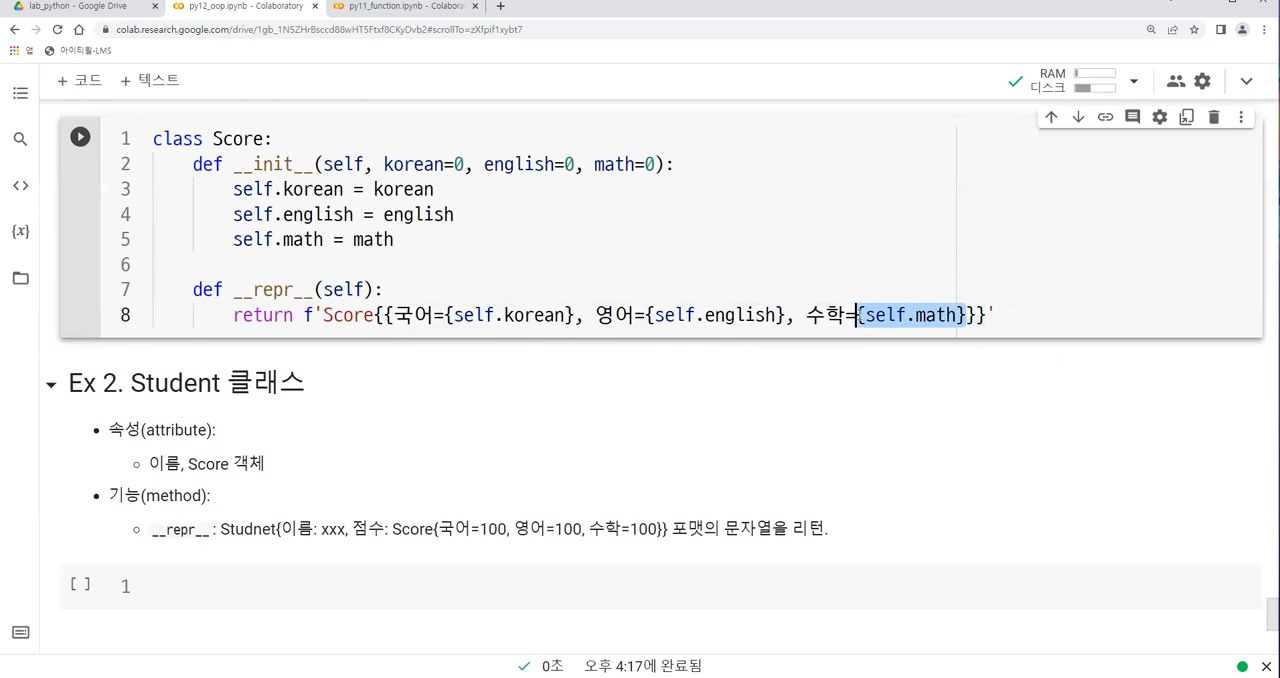 lab_python - Google Drive
py12_oop.ipynb - Colaboratory
py11_function.ipynb - Colabora
colab.research.google.com/drive/1gb_1N5ZHrBsccd88wHT5Ftxf8CKyDvb2#scrollTo=zXfpif1xybt7
앱
아이티윌-LMS
+ 코드
+ 텍스트
RAM
디스크
1 class Score:
2 def __init__(self, korean=0, english=0, math=0):
3 self.korean = korean
4 self.english = english
5 self.math = math
6
7 def __repr__(self):
8 return f'Score{{국어={self.korean}, 영어={self.english}, 수학={self.math}}}'
Ex 2. Student 클래스
• 속성(attribute):
○ 이름, Score 객체
• 기능(method):
○ __repr__: Studnet{이름: xxx, 점수: Score{국어=100, 영어=100, 수학=100}} 포맷의 문자열을 리턴.
[ ] 1
0초 오후 4:17에 완료됨